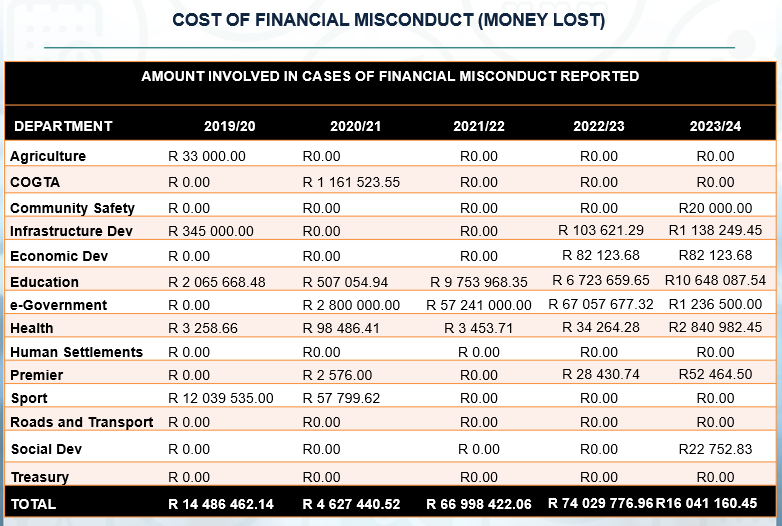 COST OF FINANCIAL MISCONDUCT (MONEY LOST)
AMOUNT INVOLVED IN CASES OF FINANCIAL MISCONDUCT REPORTED
DEPARTMENT 2019/20 2020/21 2021/22 2022/23 2023/24
Agriculture R 33 000.00 R0.00 R0.00 R0.00 R0.00
COGTA R 0.00 R 1 161 523.55 R0.00 R0.00 R0.00
Community Safety R 0.00 R0.00 R0.00 R0.00 R20 000.00
Infrastructure Dev R 345 000.00 R0.00 R0.00 R 103 621.29 R1 138 249.45
Economic Dev R 0.00 R0.00 R0.00 R 82 123.68 R82 123.68
Education R 2 065 668.48 R 507 054.94 R 9 753 968.35 R 6 723 659.65 R10 648 087.54
e-Government R 0.00 R 2 800 000.00 R 57 241 000.00 R 67 057 677.32 R1 236 500.00
Health R 3 258.66 R 98 486.41 R 3 453.71 R 34 264.28 R2 840 982.45
Human Settlements R 0.00 R0.00 R 0.00 R0.00 R0.00
Premier R 0.00 R 2 576.00 R0.00 R 28 430.74 R52 464.50
Sport R 12 039 535.00 R 57 799.62 R0.00 R0.00 R0.00
Roads and Transport R 0.00 R0.00 R0.00 R0.00 R0.00
Social Dev R 0.00 R0.00 R 0.00 R0.00 R22 752.83
Treasury R 0.00 R0.00 R0.00 R0.00 R0.00
TOTAL R 14 486 462.14 R 4 627 440.52 R 66 998 422.06 R 74 029 776.96 R16 041 160.45